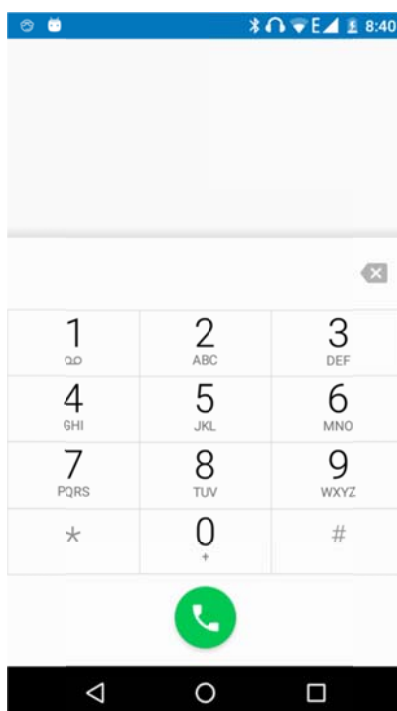 E 8:40
1 2 3
ABC DEF
4 5 6
GHI JKL MNO
7 8 9
PQRS TUV WXYZ
* 0 #
+